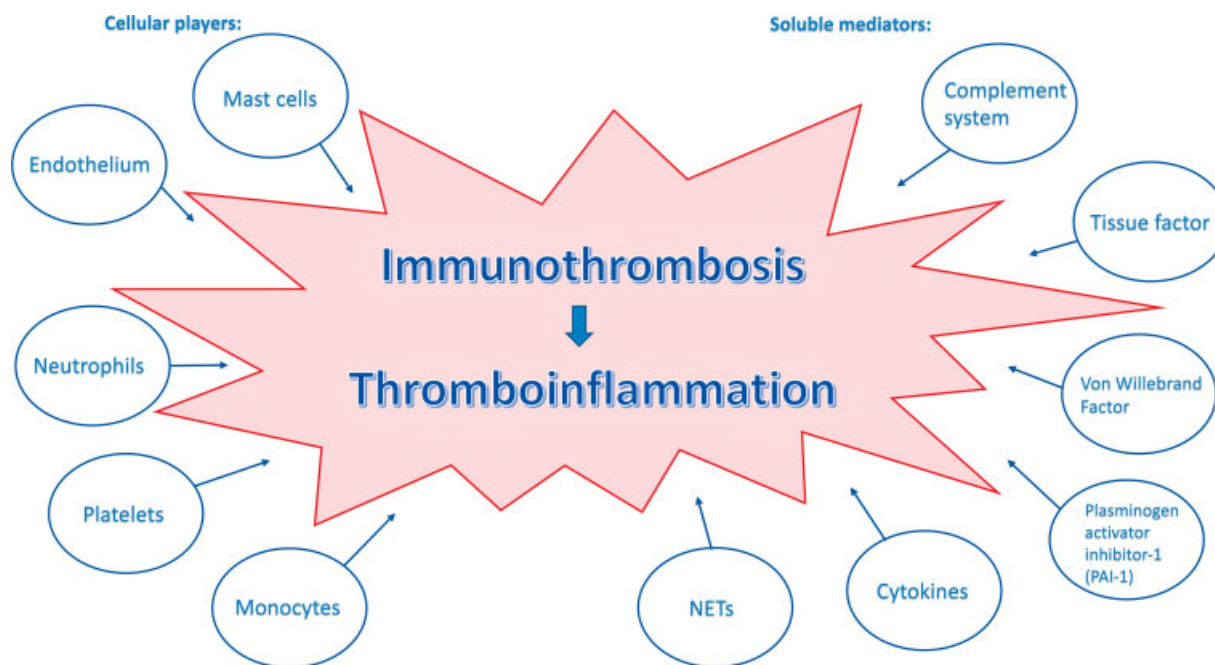 Cellular players:
Mast cells
Endothelium
Neutrophils
Platelets
Monocytes
Immunothrombosis
Thromboinflammation
Soluble mediators:
Complement
system
Tissue factor
Von Willebrand
Factor
Plasminogen
activator
inhibitor-1
(PAI-1)
Cytokines
NETs